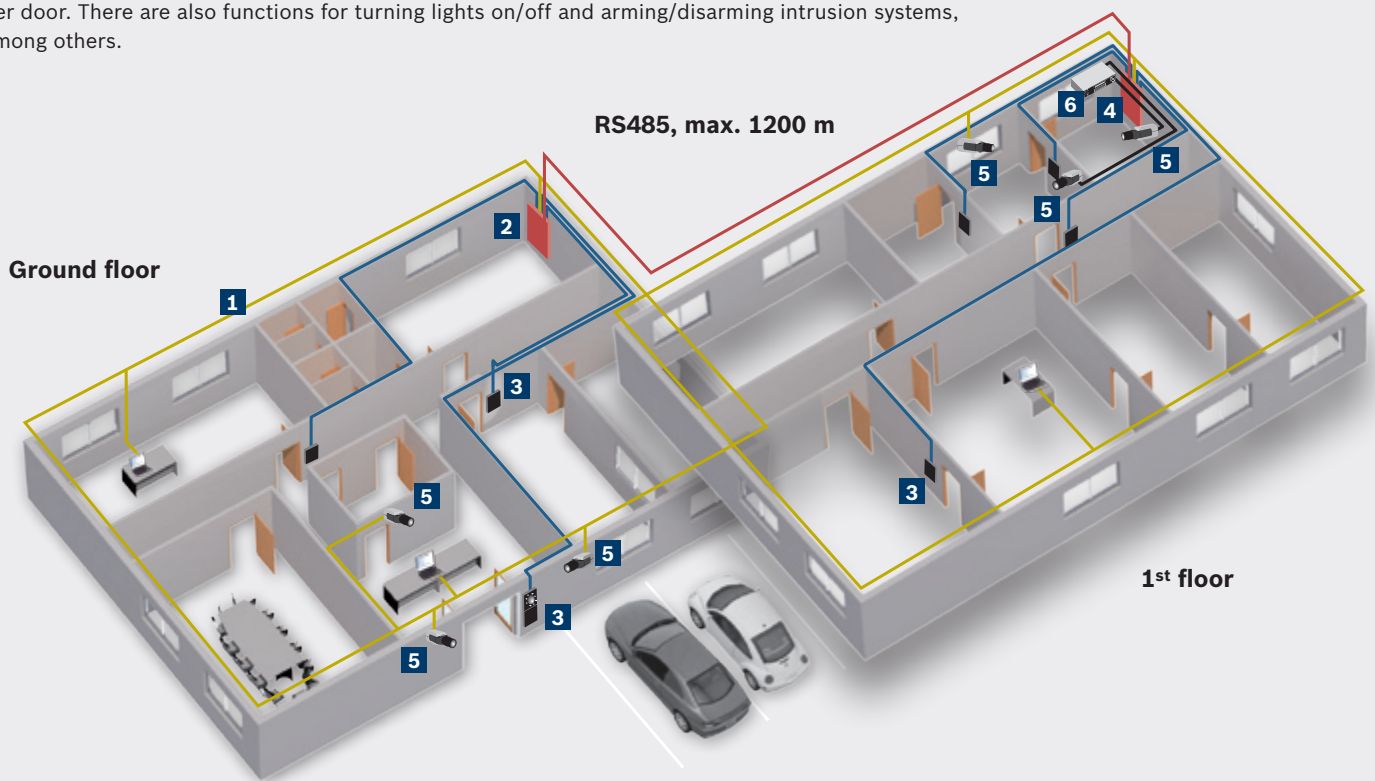 er door. There are also functions for turning lights on/off and arming/disarming intrusion systems,
mong others.
RS485, max. 1200 m
6
4
5
5
5
2
Ground floor
1
3
5
3
5
1st floor
3
5